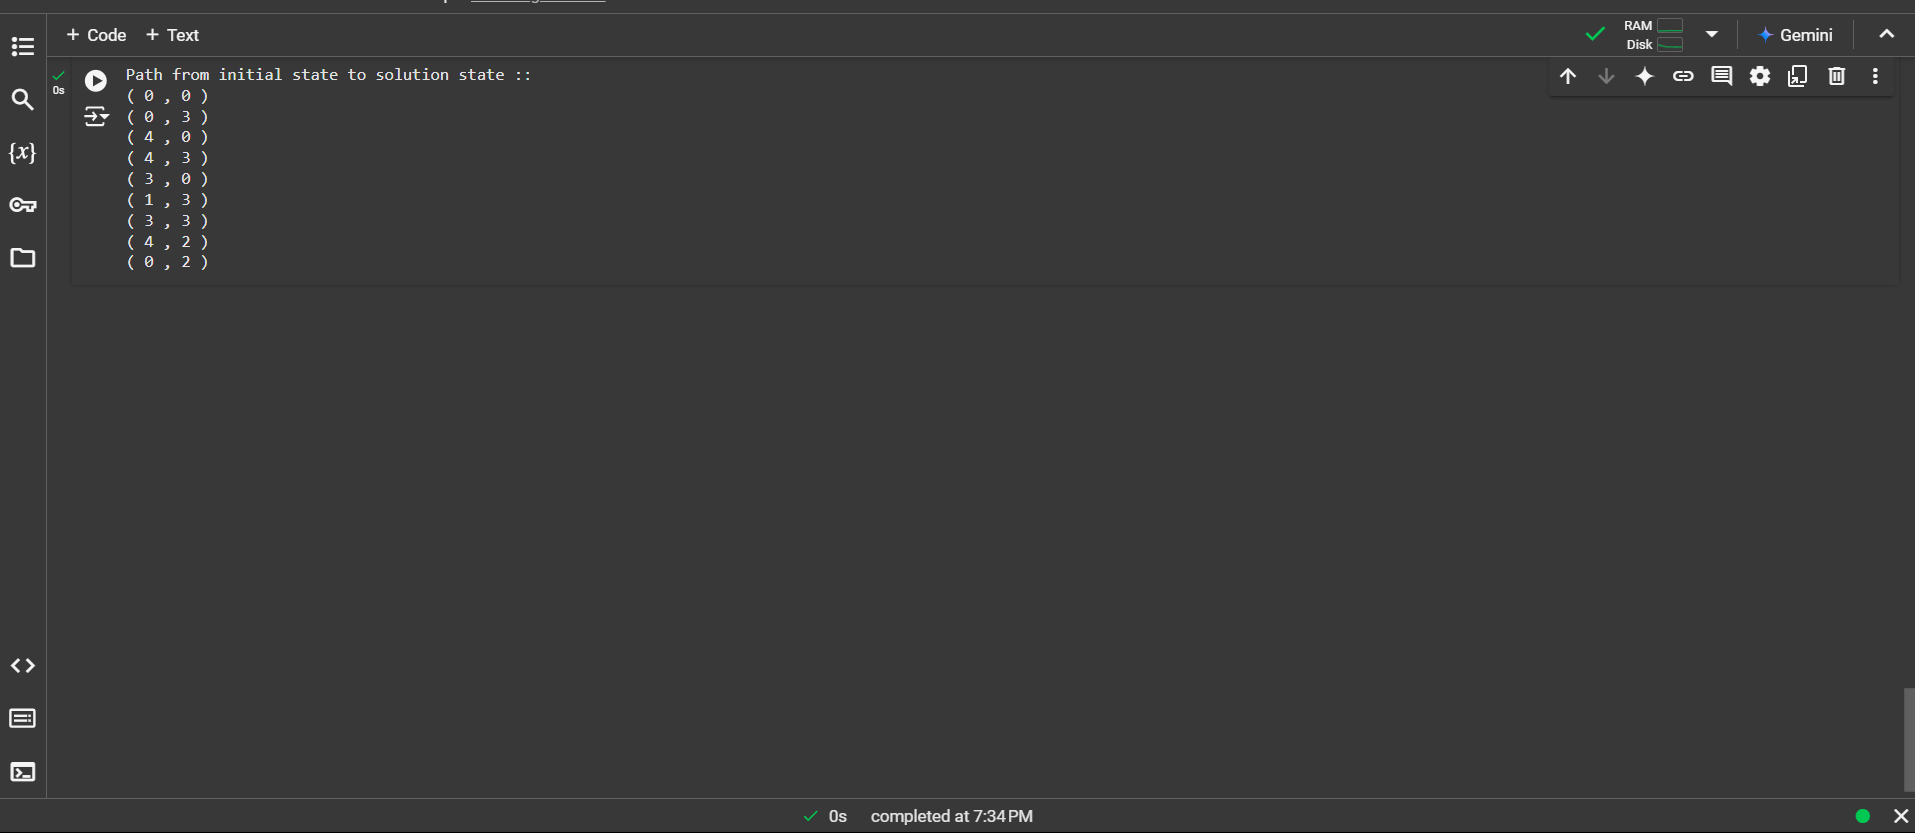 + Code + Text
RAM
Disk
Gemini
{x}
0s
Path from initial state to solution state ::
( 0 , 0 )
( 0 , 3 )
( 4 , 0 )
( 4 , 3 )
( 3 , 0 )
( 1 , 3 )
( 3 , 3 )
( 4 , 2 )
( 0 , 2 )
0s completed at 7:34 PM